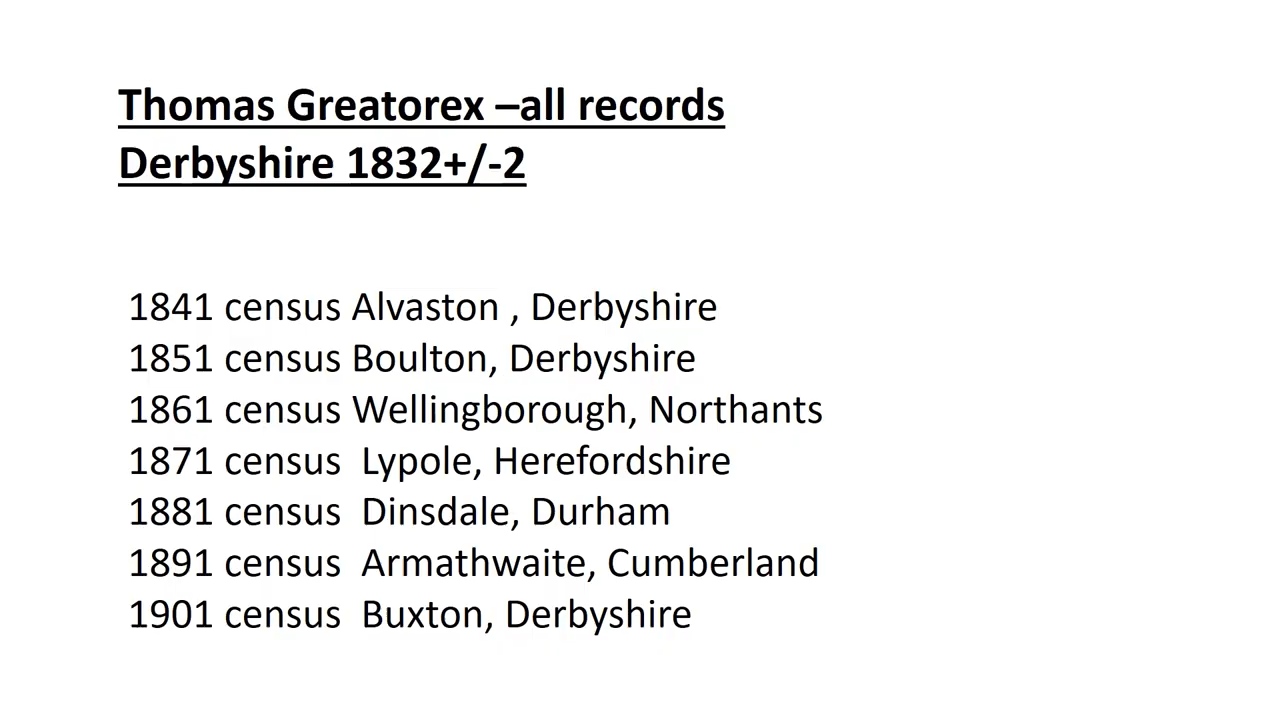 Thomas Greatorex –all records
Derbyshire 1832+/-2
1841 census Alvaston , Derbyshire
1851 census Boulton, Derbyshire
1861 census Wellingborough, Northants
1871 census  Lypole, Herefordshire
1881 census  Dinsdale, Durham
1891 census  Armathwaite, Cumberland
1901 census  Buxton, Derbyshire